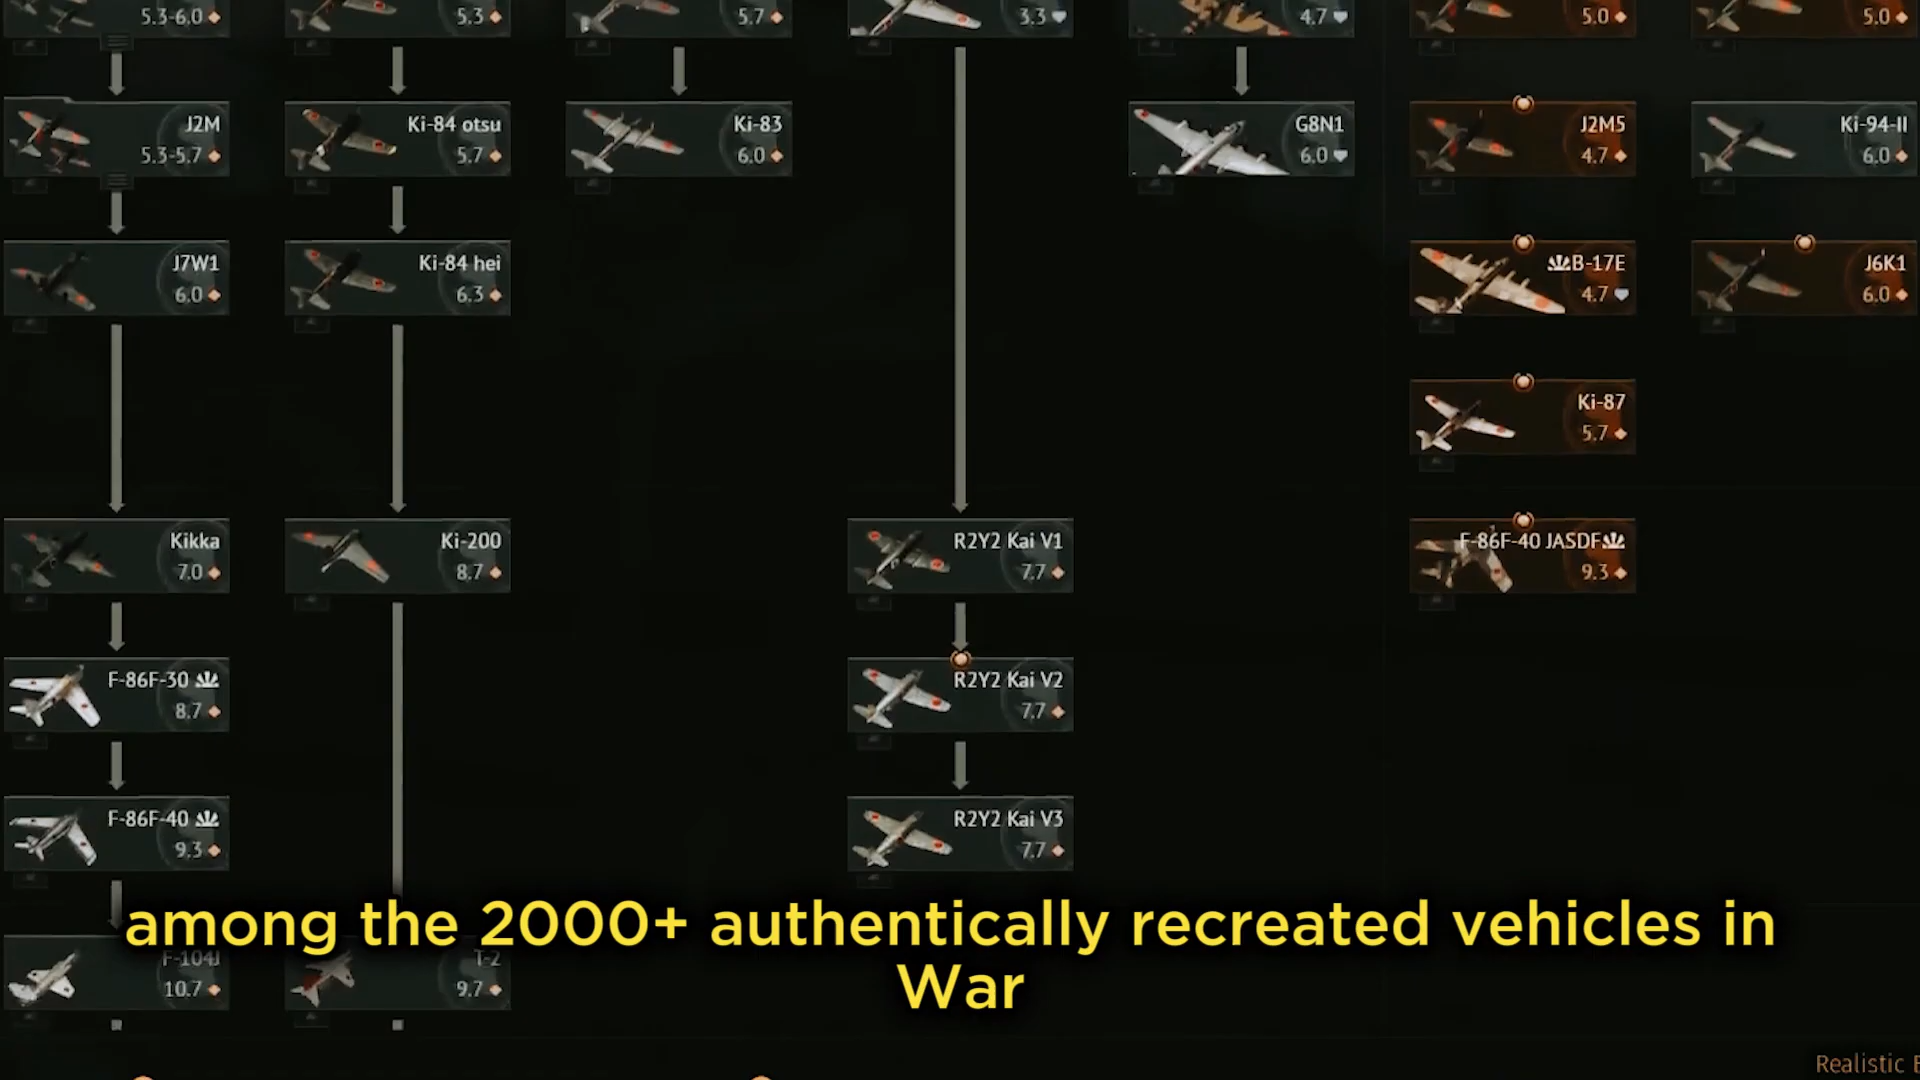 5.3-6.0 5.3 5.7 3.3 4.7 5.0 5.0
J2M Ki-84 otsu Ki-83 G8N1 J2M5 Ki-94-II
5.3-5.7 5.7 6.0 6.0 4.7 6.0
J7W1 Ki-84 hei B-17E J6K1
6.0 6.3 4.7 6.0
Ki-87
5.7
Kikka Ki-200 R2Y2 Kai V1 F-86F-40 JASDF
7.0 8.7 7.7 9.3
F-86F-30 R2Y2 Kai V2
8.7 7.7
F-86F-40 R2Y2 Kai V3
9.3 7.7
among the 2000+ authentically recreated vehicles in
War
F-104J T-2
10.7 9.7
Realistic